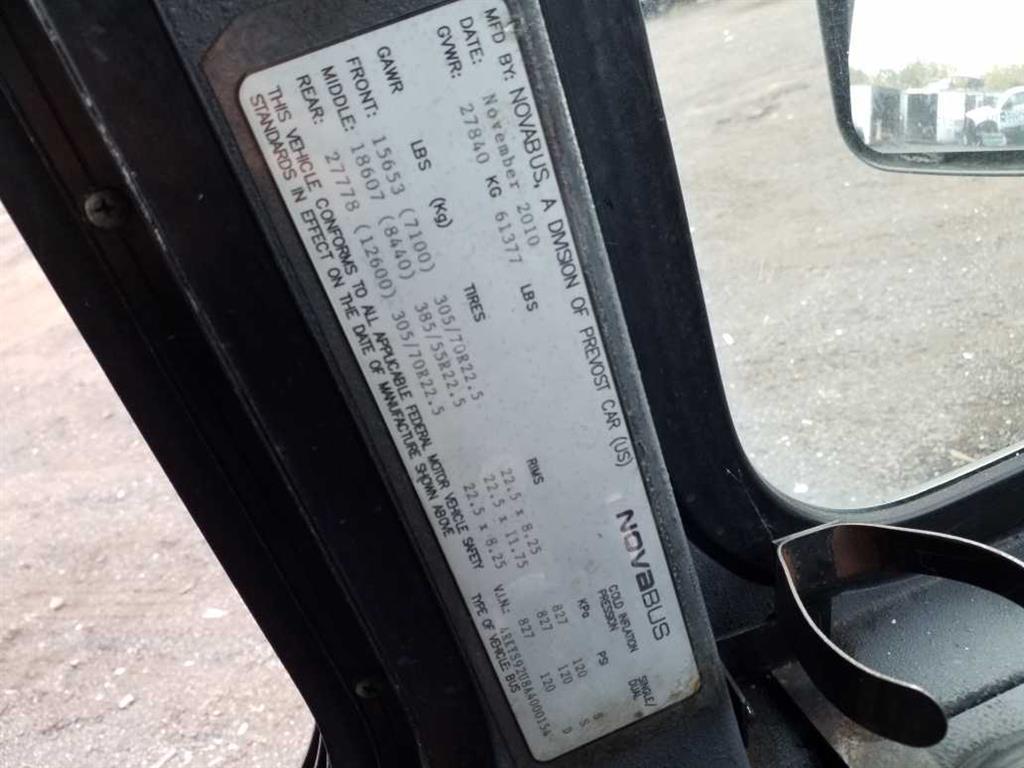 MFD BY: NOVABUS, A DIVISION OF PREVOST CAR (US)
NOVABUS
DATE: November 2010
GVWR: 27840 KG 61377 LBS
COLD INFLATION PRESSION
SINGLE/ DUAL
GAWR LBS (Kg) TIRES RIMS KPa PSI
FRONT: 15653 (7100) 305/70R22.5 22.5 x 8.25 827 120 S
MIDDLE: 18607 (8440) 385/55R22.5 22.5 x 11.75 827 120 S
REAR: 27778 (12600) 305/70R22.5 22.5 x 8.25 827 120 D
THIS VEHICLE CONFORMS TO ALL APPLICABLE FEDERAL MOTOR VEHICLE SAFETY
STANDARDS IN EFFECT ON THE DATE OF MANUFACTURE SHOWN ABOVE
V.I.N.: 4RKYS92U8A4000154
TYPE OF VEHICLE: BUS